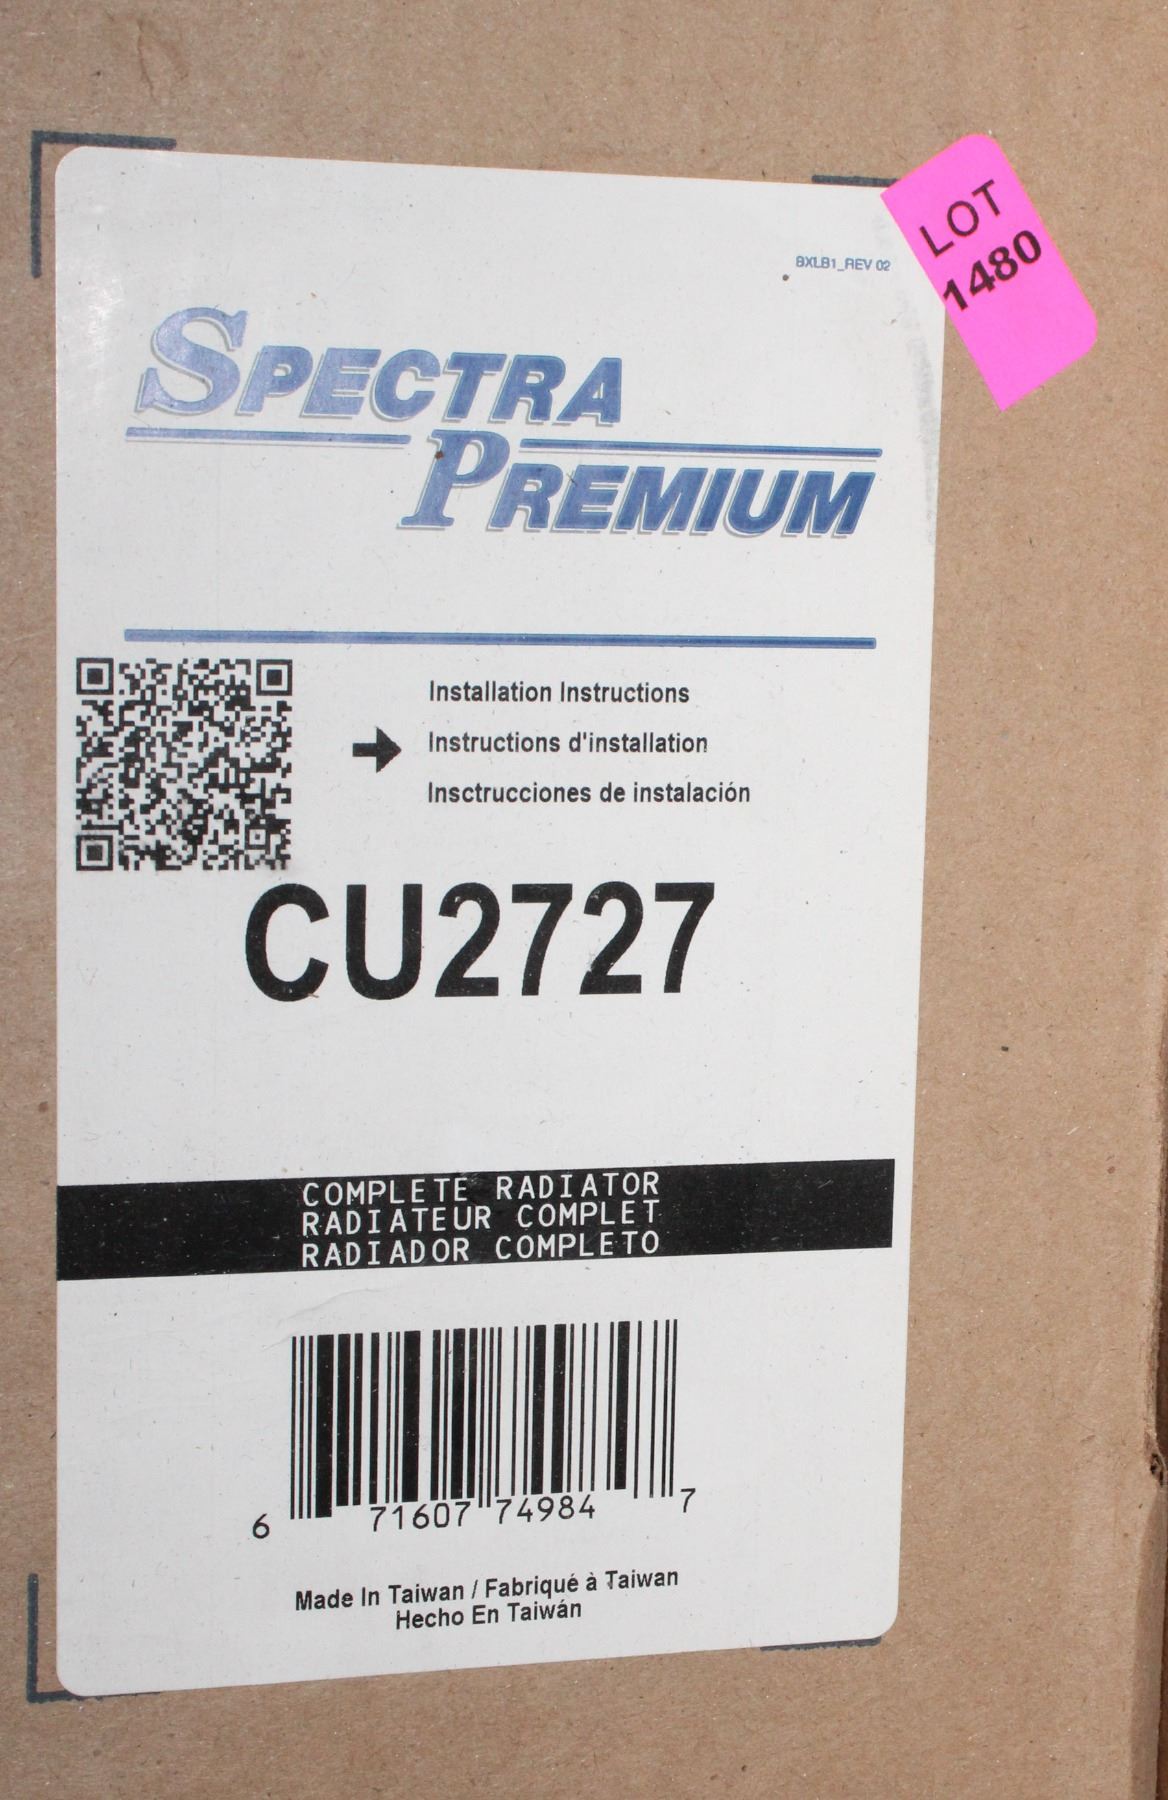 LOT
1480
BXLB1_REV 02
SPECTRA
PREMIUM
Installation Instructions
Instructions d'installation
Insctrucciones de instalación
CU2727
COMPLETE RADIATOR
RADIATEUR COMPLET
RADIADOR COMPLETO
6 71607 74984 7
Made In Taiwan / Fabriqué à Taiwan
Hecho En Taiwán